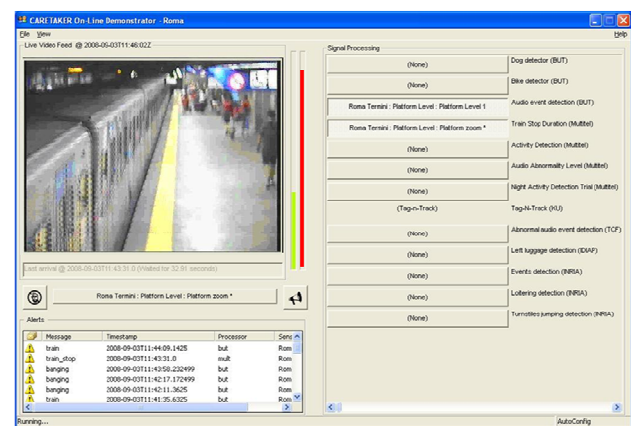 CARETAKER On-Line Demonstrator - Roma
File View Help
Live Video Feed @ 2008-09-03T11:46:02Z
Last arrival @ 2008-09-03T11:43:31.0 (Waited for 32.91 seconds)
Roma Termini : Platform Level : Platform zoom *
Alerts
Message Timestamp Processor Sens
train 2008-09-03T11:44:09.1425 but Rom
train_stop 2008-09-03T11:43:31.0 mult Rom
banging 2008-09-03T11:43:58.232499 but Rom
banging 2008-09-03T11:42:17.172499 but Rom
banging 2008-09-03T11:42:11.3625 but Rom
train 2008-09-03T11:41:35.6325 but Rom
Signal Processing
(None) Dog detector (BUT)
(None) Bike detector (BUT)
Roma Termini : Platform Level : Platform Level 1 Audio event detection (BUT)
Roma Termini : Platform Level : Platform zoom * Train Stop Duration (Multitel)
(None) Activity Detection (Multitel)
(None) Audio Abnormality Level (Multitel)
(None) Night Activity Detection Trial (Multitel)
(Tag-n-Track) Tag-N-Track (KU)
(None) Abnormal audio event detection (TCF)
(None) Left luggage detection (IDIAP)
(None) Events detection (INRIA)
(None) Loitering detection (INRIA)
(None) Turnstiles jumping detection (INRIA)
Running... AutoConfig